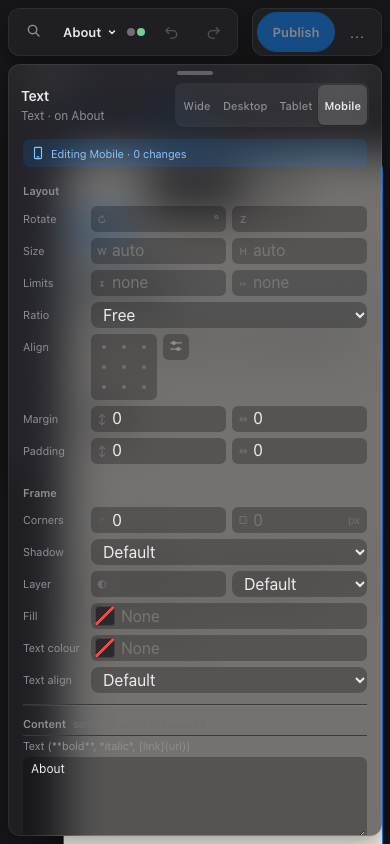 About
Publish
...
Text
Text · on About
Wide Desktop Tablet Mobile
Editing Mobile · 0 changes
Layout
Rotate ° Z
Size W auto H auto
Limits none none
Ratio Free
Align
Margin 0 0
Padding 0 0
Frame
Corners 0 0 px
Shadow Default
Layer Default
Fill None
Text colour None
Text align Default
Content
Text (**bold**, *italic*, [link](url))
About